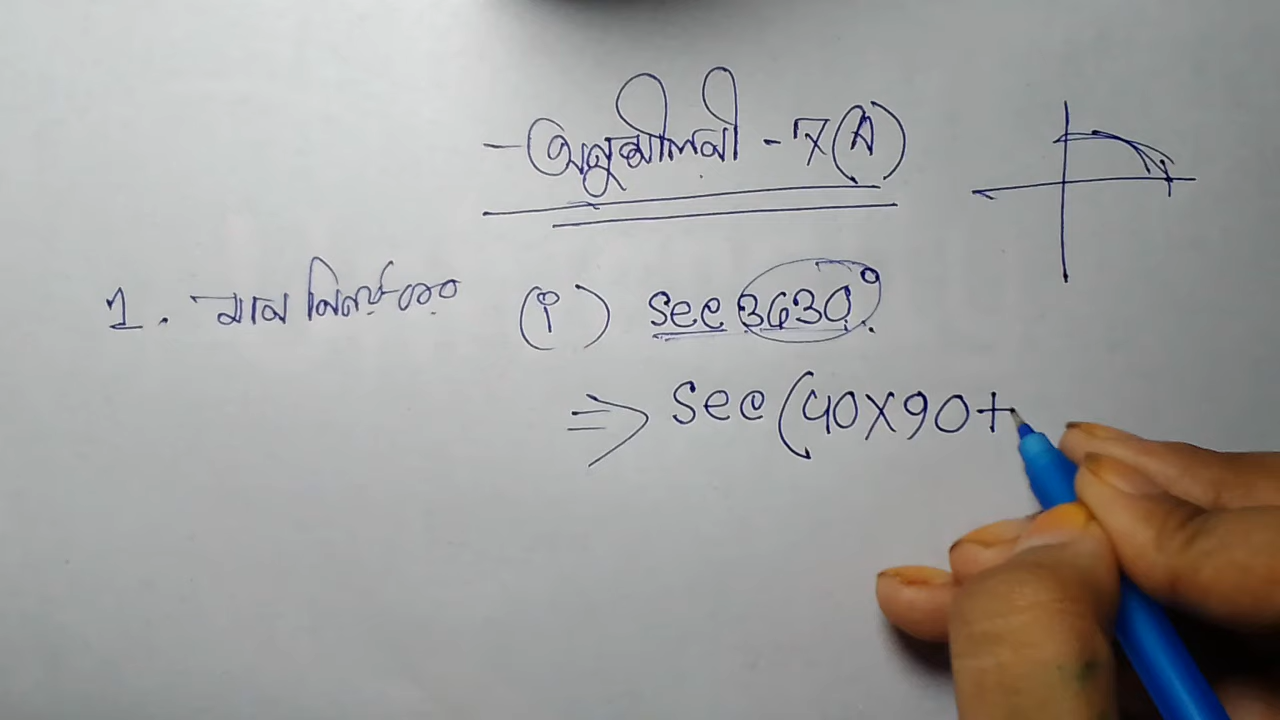 - অনুশীলনী - 7(A)
1. মান নির্ণয় কর (i) sec 3630°.
⇒ sec (40×90+